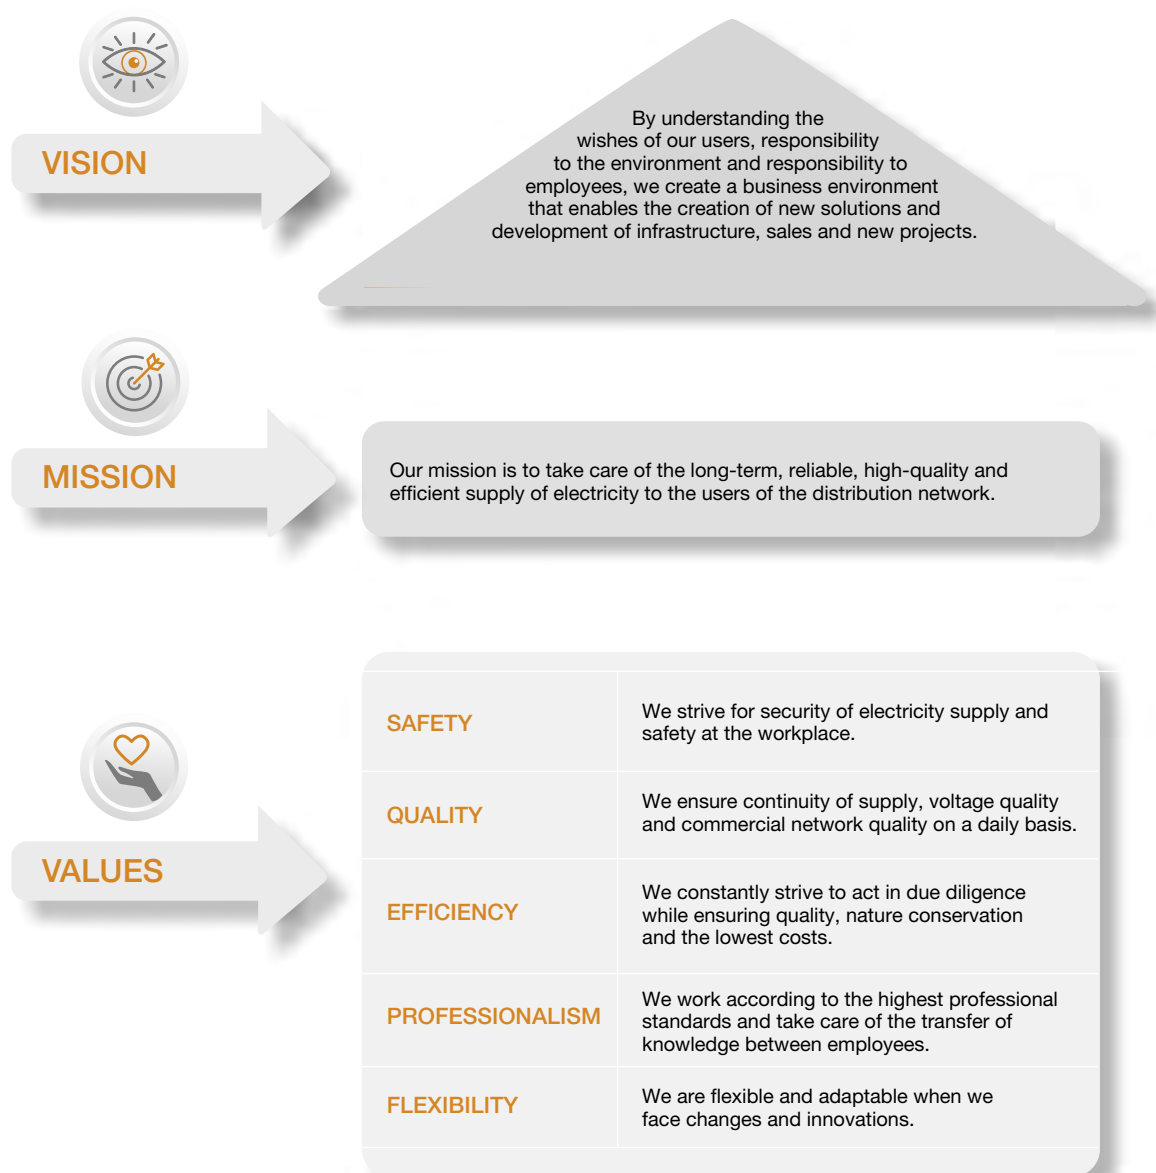 VISION
By understanding the
wishes of our users, responsibility
to the environment and responsibility to
employees, we create a business environment
that enables the creation of new solutions and
development of infrastructure, sales and new projects.
MISSION
Our mission is to take care of the long-term, reliable, high-quality and
efficient supply of electricity to the users of the distribution network.
VALUES
SAFETY
We strive for security of electricity supply and
safety at the workplace.
QUALITY
We ensure continuity of supply, voltage quality
and commercial network quality on a daily basis.
EFFICIENCY
We constantly strive to act in due diligence
while ensuring quality, nature conservation
and the lowest costs.
PROFESSIONALISM
We work according to the highest professional
standards and take care of the transfer of
knowledge between employees.
FLEXIBILITY
We are flexible and adaptable when we
face changes and innovations.